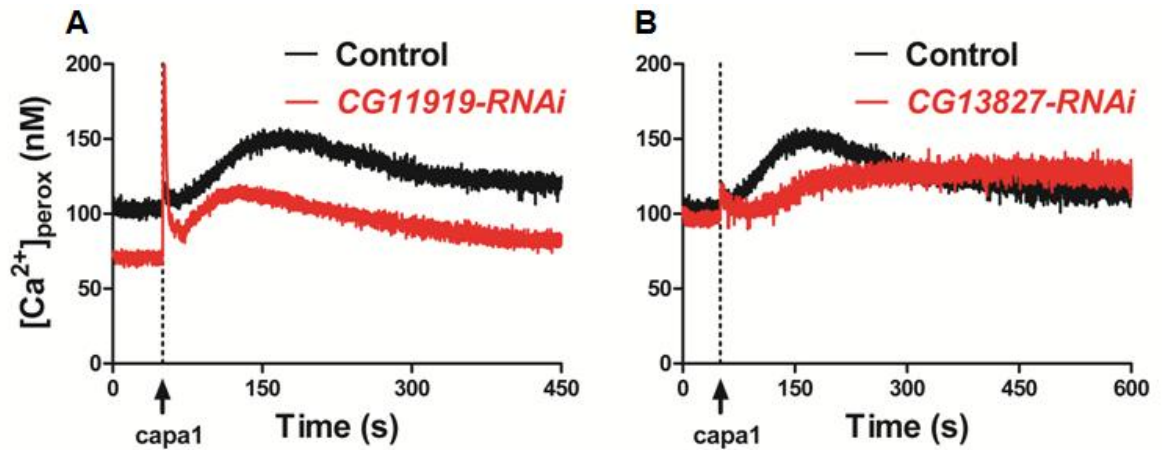 A
Control
CG11919-RNAi
200
150
100
50
0
[Ca2+]perox (nM)
0 150 300 450
capa1
Time (s)
B
Control
CG13827-RNAi
200
150
100
50
0
0 150 300 450 600
capa1
Time (s)